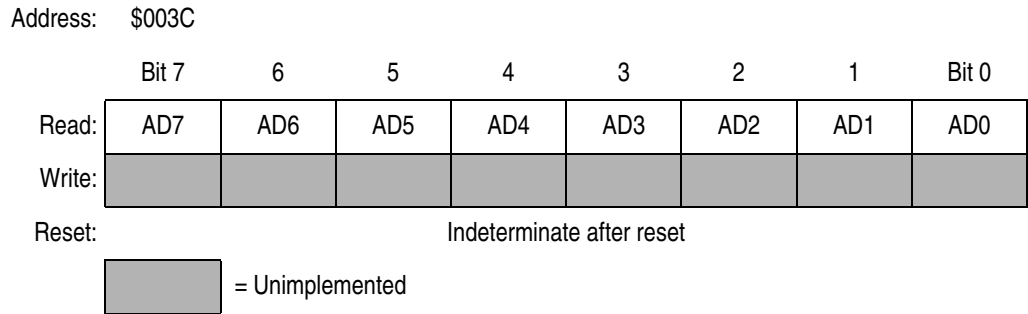 Address: $003C
Bit 7 6 5 4 3 2 1 Bit 0
Read: AD7 AD6 AD5 AD4 AD3 AD2 AD1 AD0
Write:
Reset: Indeterminate after reset
= Unimplemented